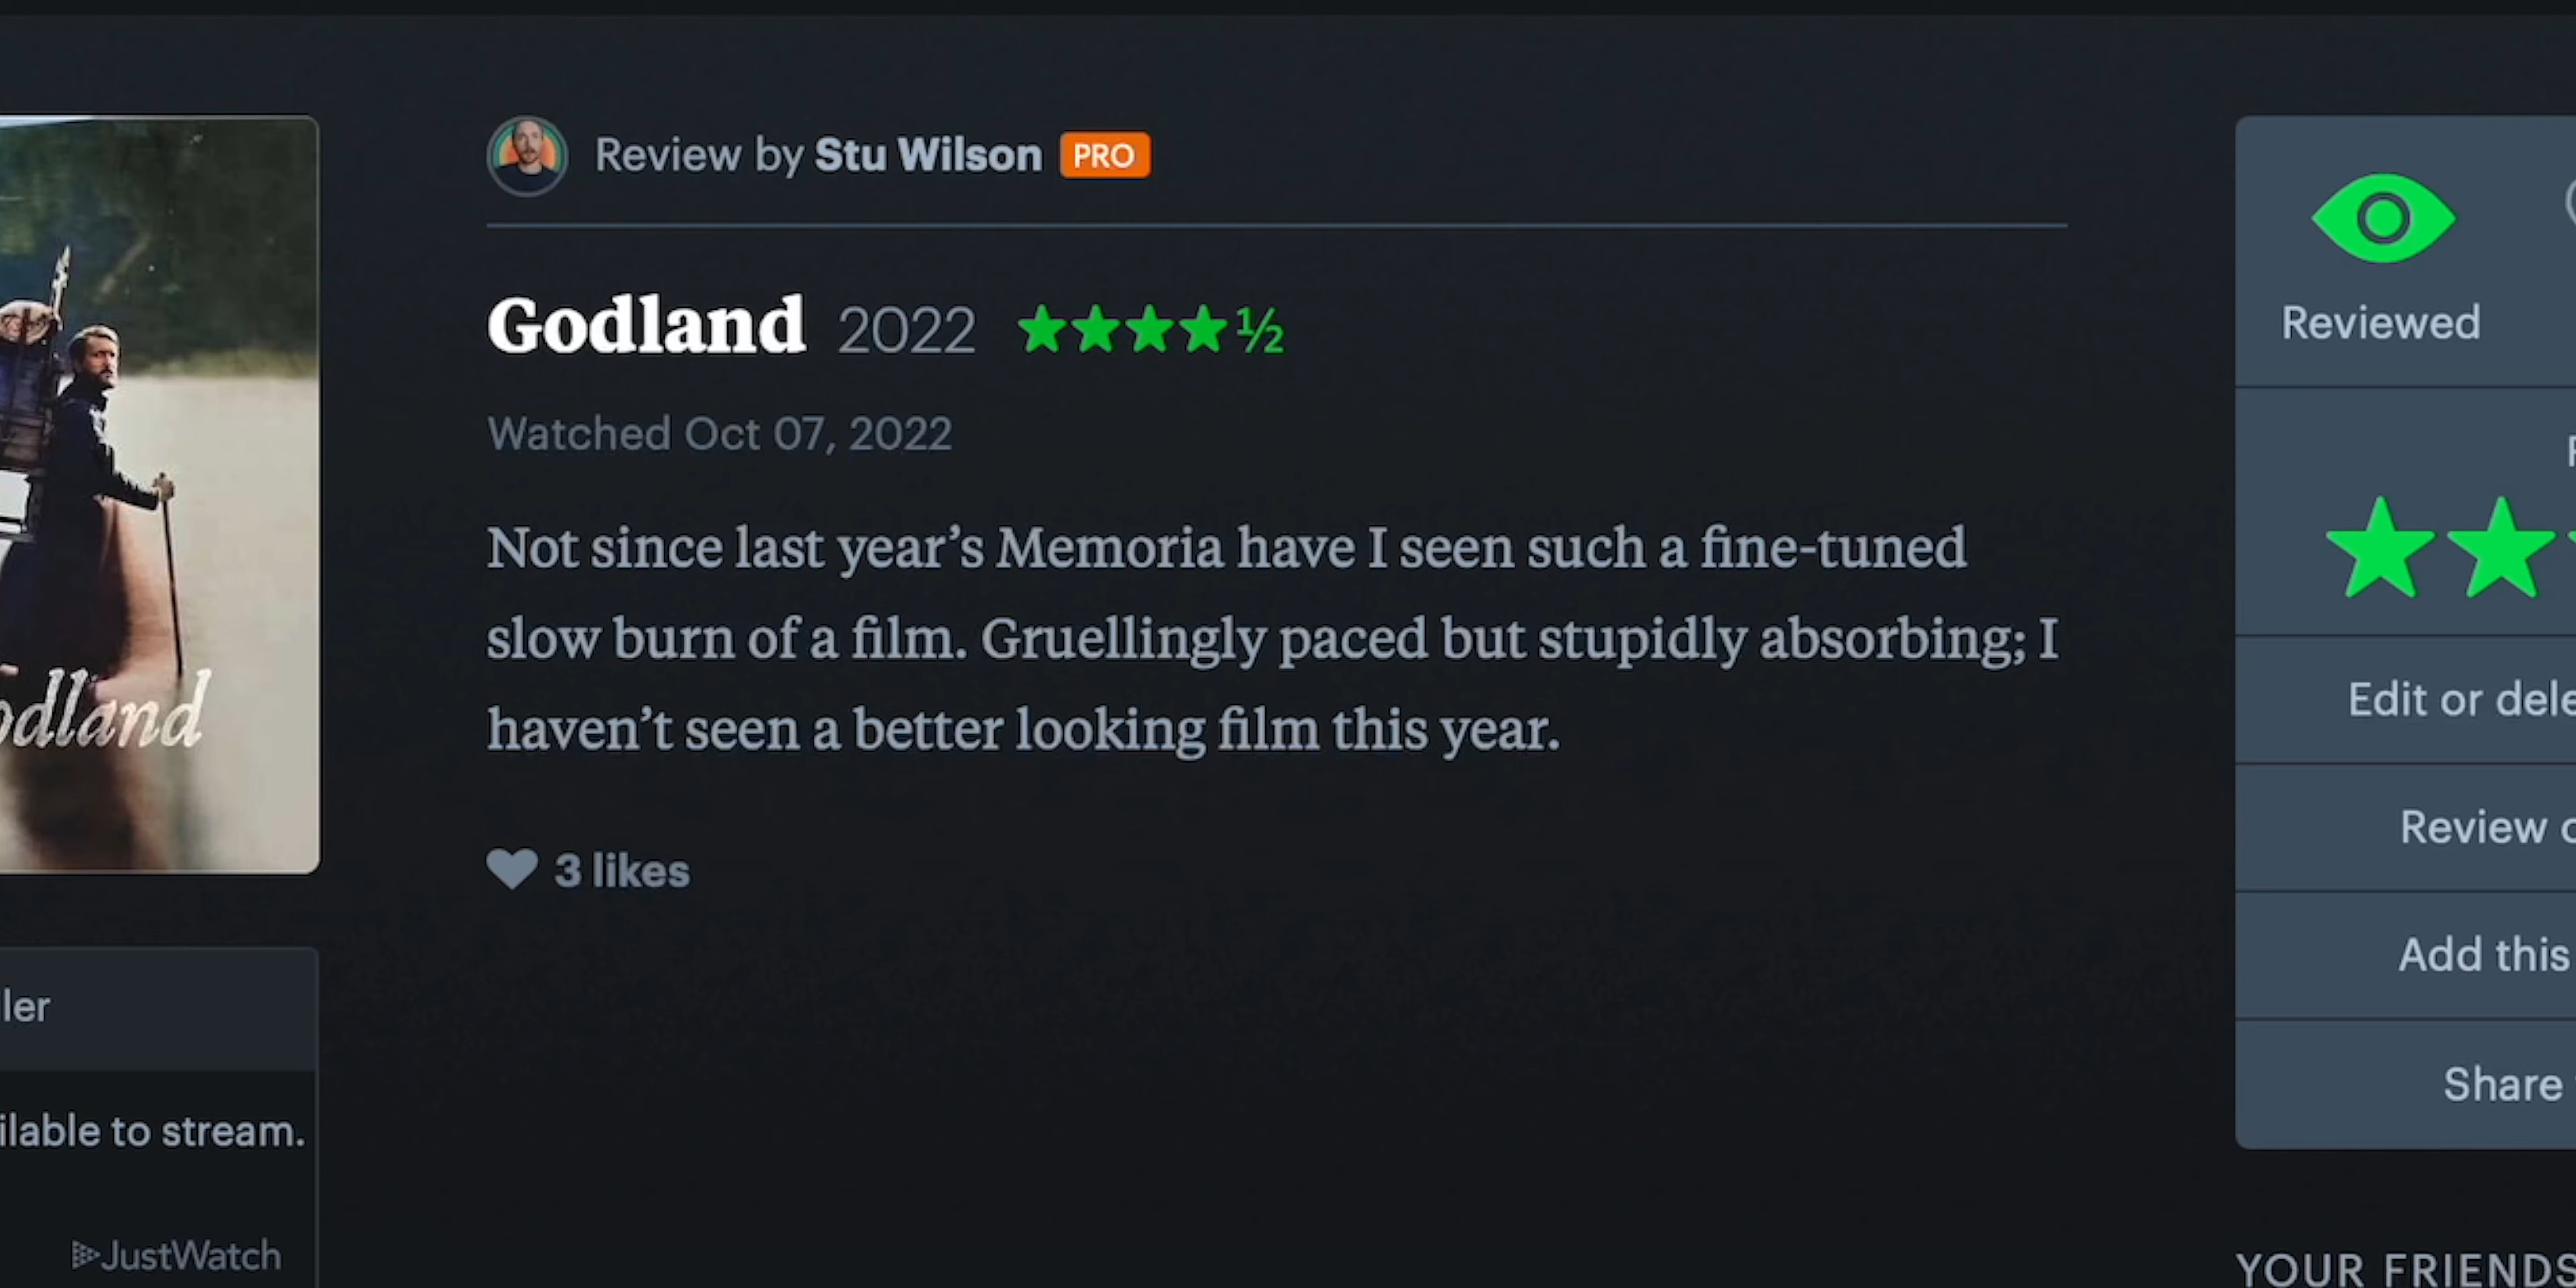 Review by Stu Wilson PRO
Godland 2022 ★★★★½
Watched Oct 07, 2022
Not since last year’s Memoria have I seen such a fine-tuned
slow burn of a film. Gruellingly paced but stupidly absorbing; I
haven’t seen a better looking film this year.
3 likes
odland
ler
ilable to stream.
JustWatch
Reviewed
Edit or dele
Review
Add this
Share
YOUR FRIENDS